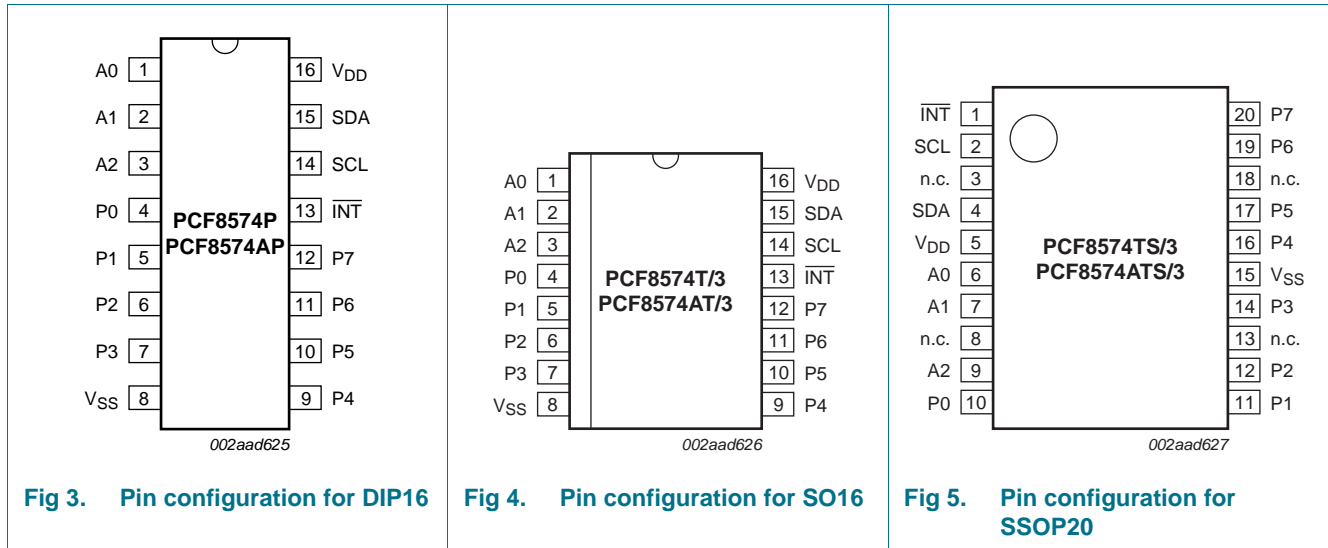 A0 1 16 VDD
A1 2 15 SDA
A2 3 14 SCL
P0 4 13 INT
P1 5 12 P7
P2 6 11 P6
P3 7 10 P5
VSS 8 9 P4
PCF8574P
PCF8574AP
002aad625
Fig 3. Pin configuration for DIP16
A0 1 16 VDD
A1 2 15 SDA
A2 3 14 SCL
P0 4 13 INT
P1 5 12 P7
P2 6 11 P6
P3 7 10 P5
VSS 8 9 P4
PCF8574T/3
PCF8574AT/3
002aad626
Fig 4. Pin configuration for SO16
INT 1 20 P7
SCL 2 19 P6
n.c. 3 18 n.c.
SDA 4 17 P5
VDD 5 16 P4
A0 6 15 VSS
A1 7 14 P3
n.c. 8 13 n.c.
A2 9 12 P2
P0 10 11 P1
PCF8574TS/3
PCF8574ATS/3
002aad627
Fig 5. Pin configuration for
SSOP20